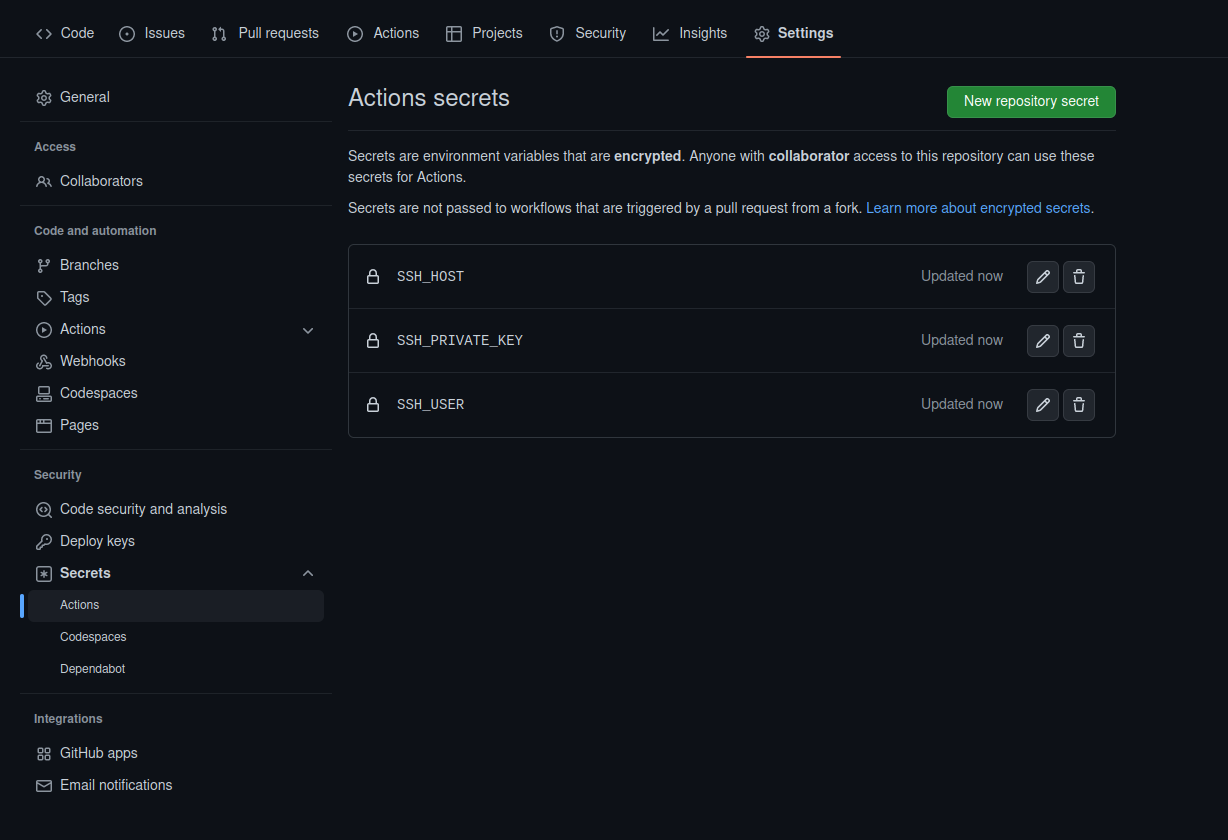 Code Issues Pull requests Actions Projects Security Insights Settings
General
Access
Collaborators
Code and automation
Branches
Tags
Actions
Webhooks
Codespaces
Pages
Security
Code security and analysis
Deploy keys
Secrets
Actions
Codespaces
Dependabot
Integrations
GitHub apps
Email notifications
Actions secrets
New repository secret
Secrets are environment variables that are encrypted. Anyone with collaborator access to this repository can use these
secrets for Actions.
Secrets are not passed to workflows that are triggered by a pull request from a fork. Learn more about encrypted secrets.
SSH_HOST Updated now
SSH_PRIVATE_KEY Updated now
SSH_USER Updated now